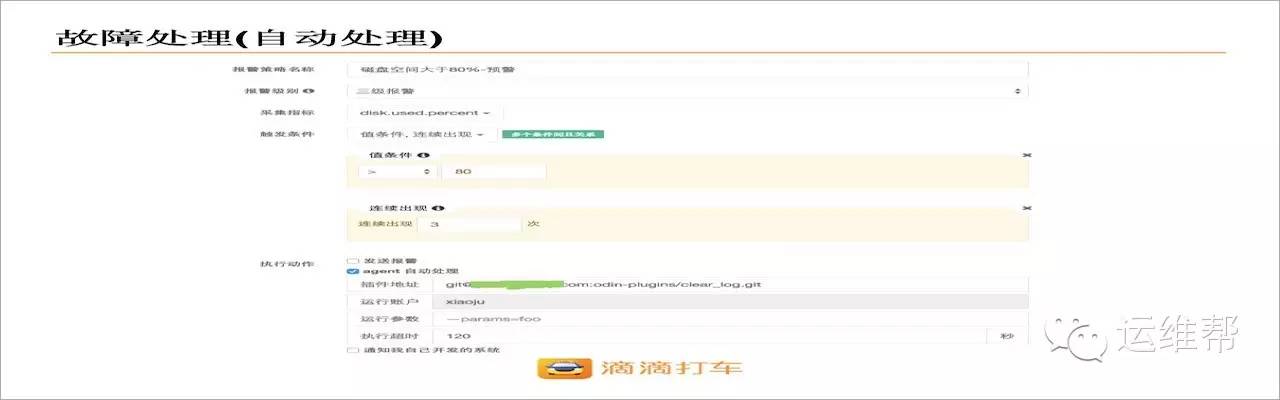 故障处理(自动处理)
报警策略名称 磁盘空间大于80%-预警
报警级别 三级报警
采集指标 disk.used.percent
触发条件 值条件, 连续出现 多个条件间且关系
值条件
> 80
连续出现
连续出现 3 次
执行动作 发送报警
agent 自动处理
插件地址 git@ com:odin-plugins/clear_log.git
运行账户 xiaoju
运行参数 --params=foo
执行超时 120 秒
通知我自己开发的系统
运维帮
滴滴打车